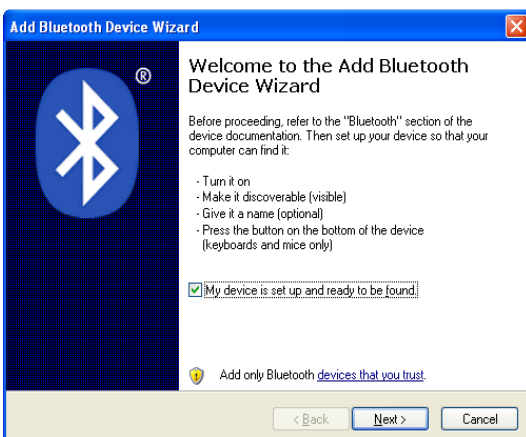 Add Bluetooth Device Wizard
®
Welcome to the Add Bluetooth
Device Wizard
Before proceeding, refer to the "Bluetooth" section of the
device documentation. Then set up your device so that your
computer can find it:
- Turn it on
- Make it discoverable (visible)
- Give it a name (optional)
- Press the button on the bottom of the device
(keyboards and mice only)
My device is set up and ready to be found.
Add only Bluetooth devices that you trust.
< Back Next > Cancel